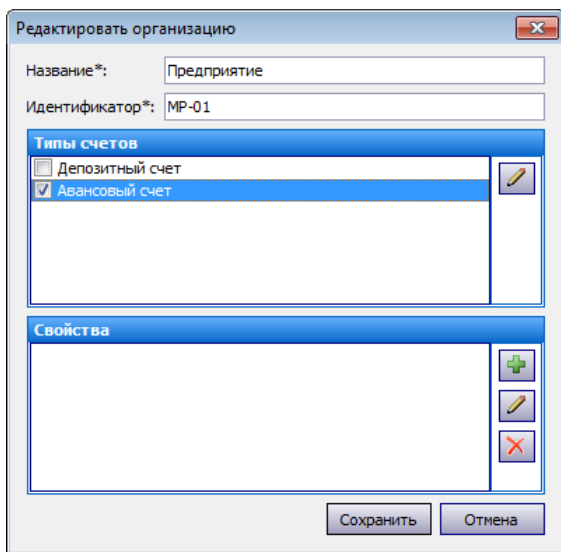 Редактировать организацию
Название*: Предприятие
Идентификатор*: MP-01
Типы счетов
Депозитный счет
Авансовый счет
Свойства
Сохранить Отмена